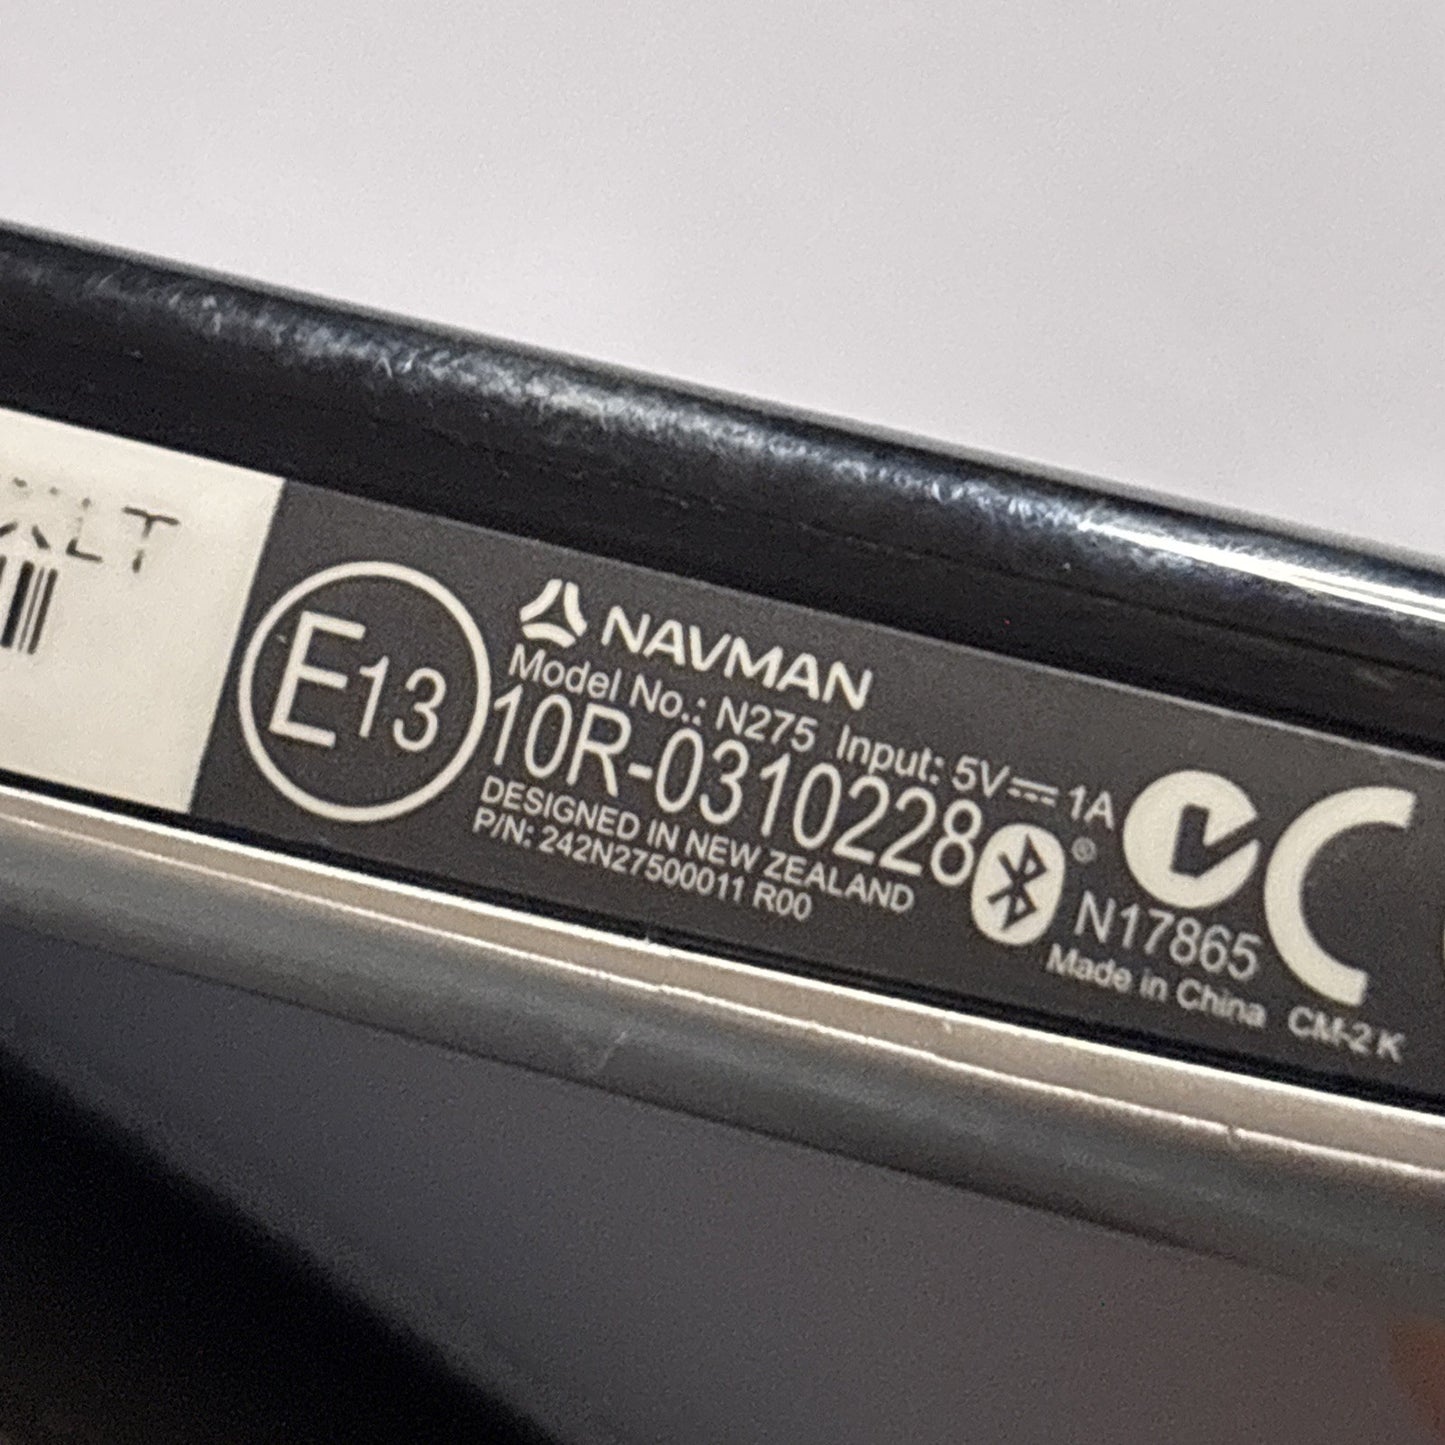 XLT
E13
NAVMAN
Model No.: N275 Input: 5V 1A
10R-0310228
DESIGNED IN NEW ZEALAND
P/N: 242N27500011 R00
®
N17865
Made in China CM-2 K